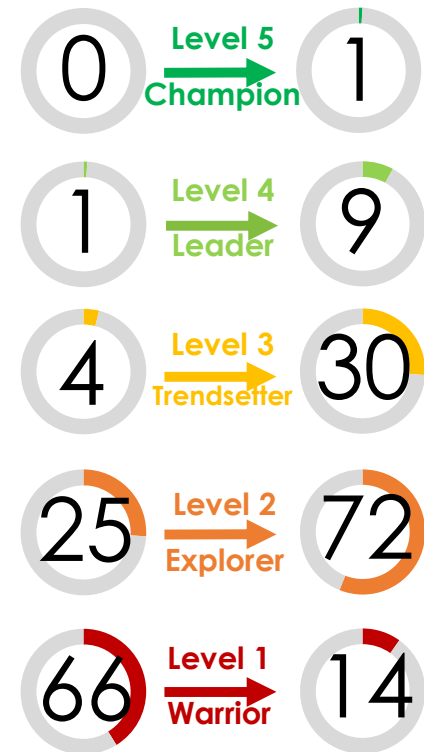 0 Level 5 1
Champion
1 Level 4 9
Leader
4 Level 3 30
Trendsetter
25 Level 2 72
Explorer
66 Level 1 14
Warrior